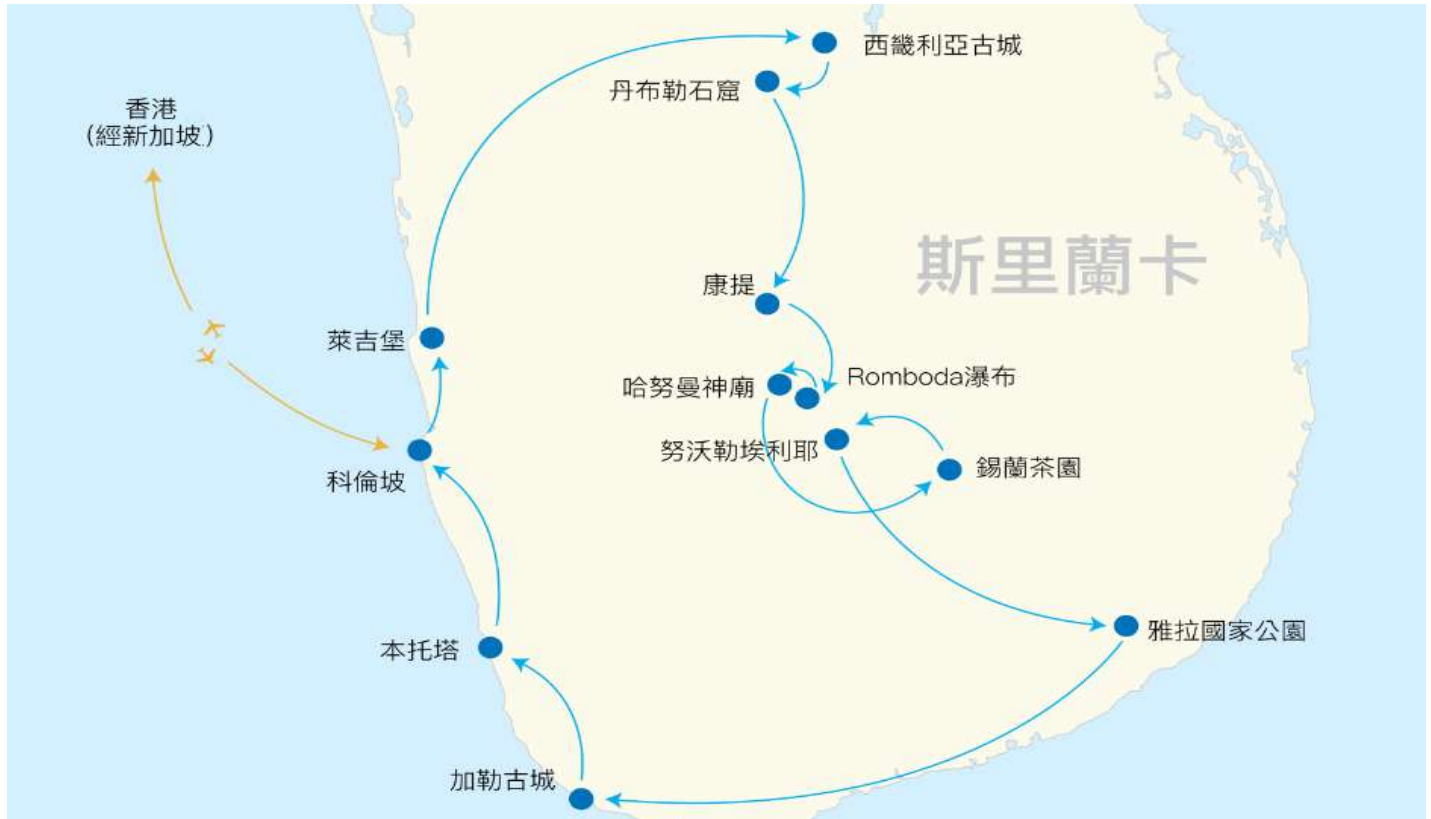 西畿利亞古城
丹布勒石窟
香港
(經新加坡)
斯里蘭卡
康提
萊吉堡
Romboda瀑布
哈努曼神廟
努沃勒埃利耶
錫蘭茶園
科倫坡
雅拉國家公園
本托塔
加勒古城